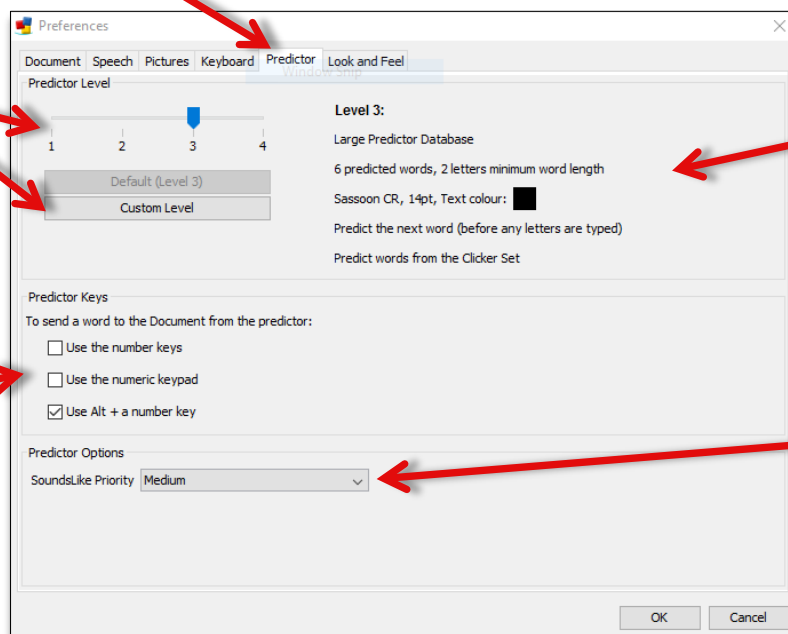 Preferences
Document Speech Pictures Keyboard Predictor Look and Feel
Window Snip
Predictor Level
1 2 3 4
Default (Level 3)
Custom Level
Level 3:
Large Predictor Database
6 predicted words, 2 letters minimum word length
Sassoon CR, 14pt, Text colour:
Predict the next word (before any letters are typed)
Predict words from the Clicker Set
Predictor Keys
To send a word to the Document from the predictor:
Use the number keys
Use the numeric keypad
Use Alt + a number key
Predictor Options
SoundsLike Priority Medium
OK Cancel